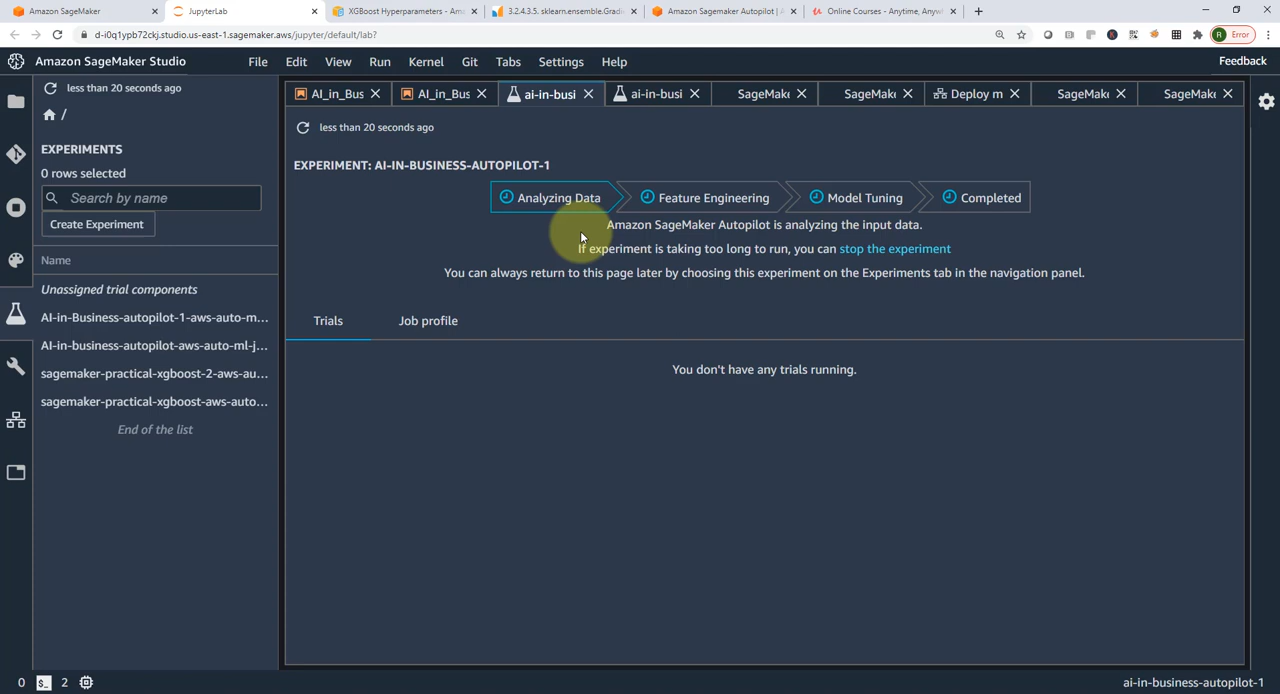 Amazon SageMaker
JupyterLab
XGBoost Hyperparameters - Ama
3.2.4.3.5. sklearn.ensemble.Gradi
Amazon Sagemaker Autopilot | A
Online Courses - Anytime, Anyw
d-i0q1ypb72ckj.studio.us-east-1.sagemaker.aws/jupyter/default/lab?
R Error
Amazon SageMaker Studio
File Edit View Run Kernel Git Tabs Settings Help
Feedback
less than 20 seconds ago
/
EXPERIMENTS
0 rows selected
Search by name
Create Experiment
Name
Unassigned trial components
AI-in-Business-autopilot-1-aws-auto-m...
AI-in-business-autopilot-aws-auto-ml-j...
sagemaker-practical-xgboost-2-aws-au...
sagemaker-practical-xgboost-aws-auto...
End of the list
AI_in_Bus
AI_in_Bus
ai-in-busi
ai-in-busi
SageMake
SageMake
Deploy m
SageMake
SageMake
less than 20 seconds ago
EXPERIMENT: AI-IN-BUSINESS-AUTOPILOT-1
Analyzing Data
Feature Engineering
Model Tuning
Completed
Amazon SageMaker Autopilot is analyzing the input data.
If experiment is taking too long to run, you can stop the experiment
You can always return to this page later by choosing this experiment on the Experiments tab in the navigation panel.
Trials
Job profile
You don't have any trials running.
0 $_ 2
ai-in-business-autopilot-1